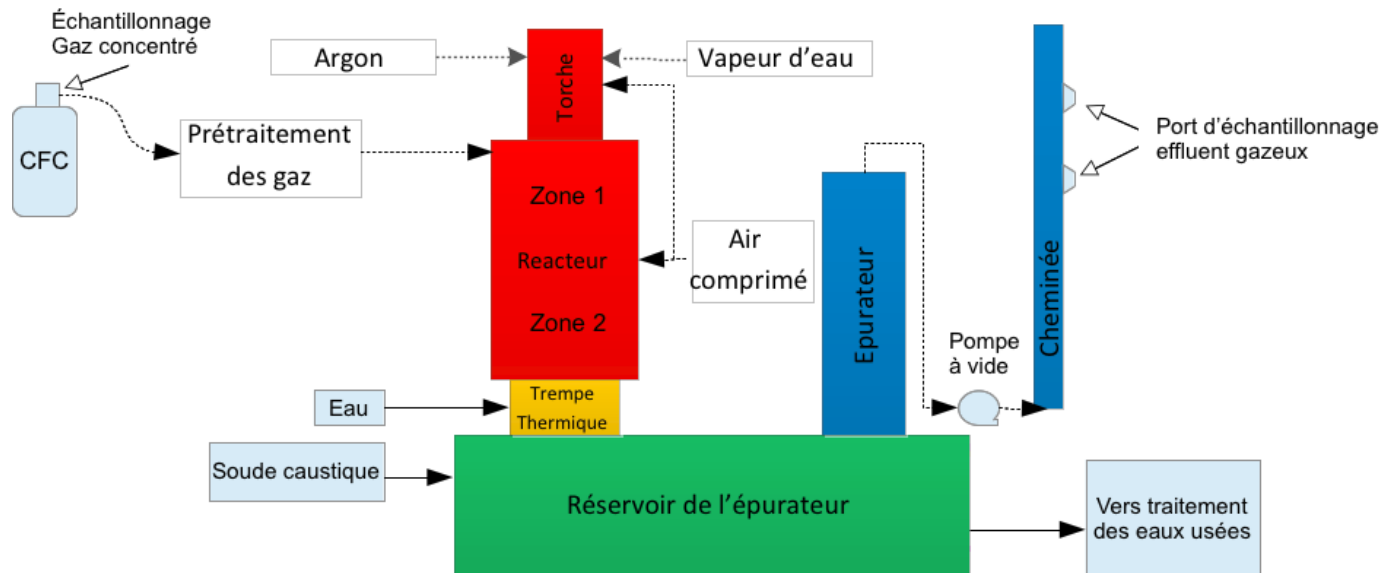 Échantillonnage
Gaz concentré
CFC
Prétraitement
des gaz
Argon
Torche
Vapeur d'eau
Zone 1
Reacteur
Zone 2
Air
comprimé
Trempe
Thermique
Eau
Soude caustique
Réservoir de l'épurateur
Epurateur
Pompe
à vide
Cheminée
Port d'échantillonnage
effluent gazeux
Vers traitement
des eaux usées